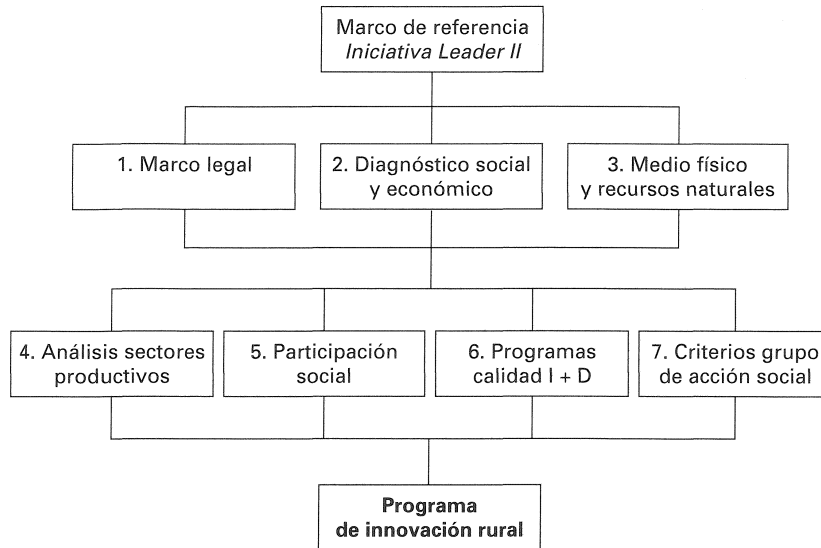 Marco de referencia
Iniciativa Leader II
1. Marco legal
2. Diagnóstico social
y económico
3. Medio físico
y recursos naturales
4. Análisis sectores
productivos
5. Participación
social
6. Programas
calidad I + D
7. Criterios grupo
de acción social
Programa
de innovación rural